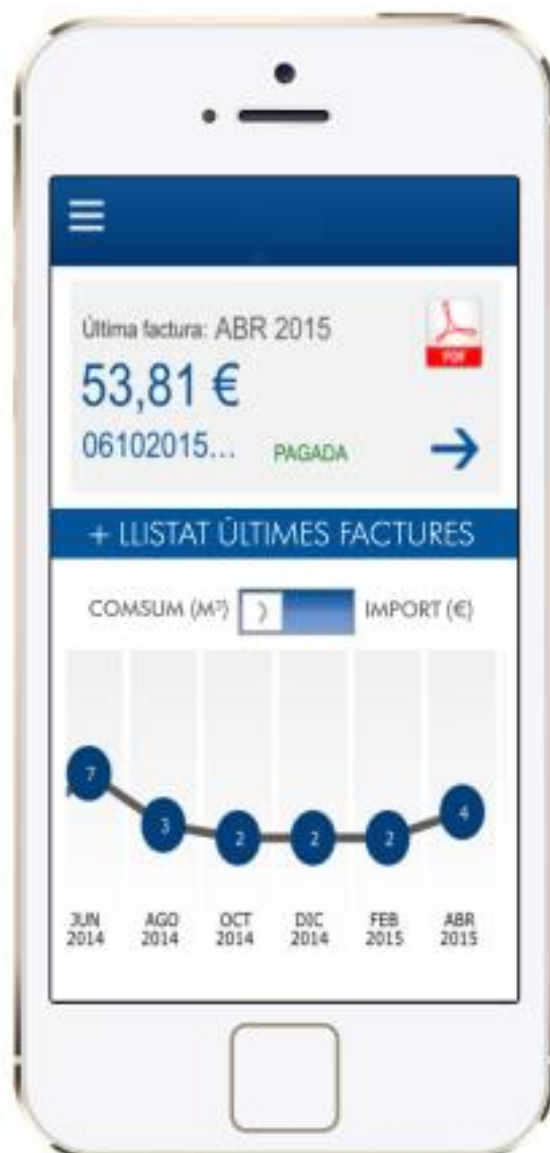 Última factura: ABR 2015
PDF
53,81 €
06102015...
PAGADA
+ LLISTAT ÚLTIMES FACTURES
COMSUM (M³)
IMPORT (€)
7
3
2
2
2
4
JUN 2014
AGO 2014
OCT 2014
DIC 2014
FEB 2015
ABR 2015